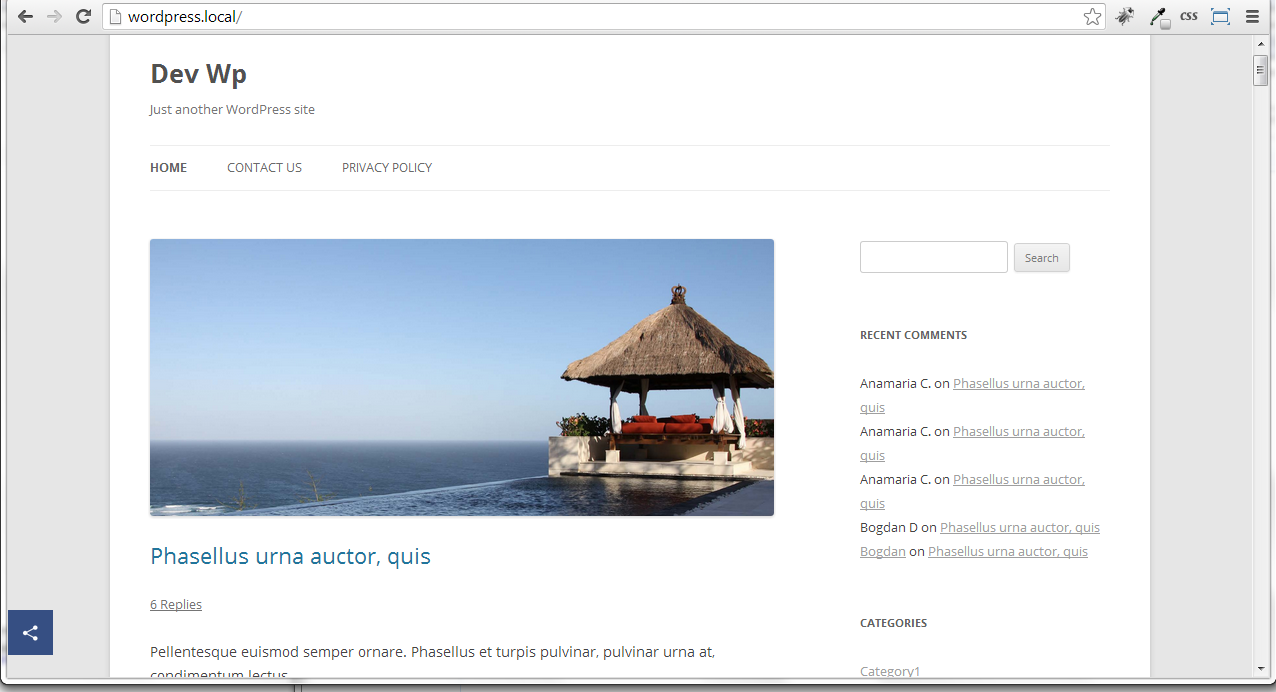 wordpress.local/
CSS
Dev Wp
Just another WordPress site
HOME CONTACT US PRIVACY POLICY
Search
Phasellus urna auctor, quis
6 Replies
Pellentesque euismod semper ornare. Phasellus et turpis pulvinar, pulvinar urna at,
condimentum lectus
RECENT COMMENTS
Anamaria C. on Phasellus urna auctor,
quis
Anamaria C. on Phasellus urna auctor,
quis
Anamaria C. on Phasellus urna auctor,
quis
Bogdan D on Phasellus urna auctor, quis
Bogdan on Phasellus urna auctor, quis
CATEGORIES
Category1